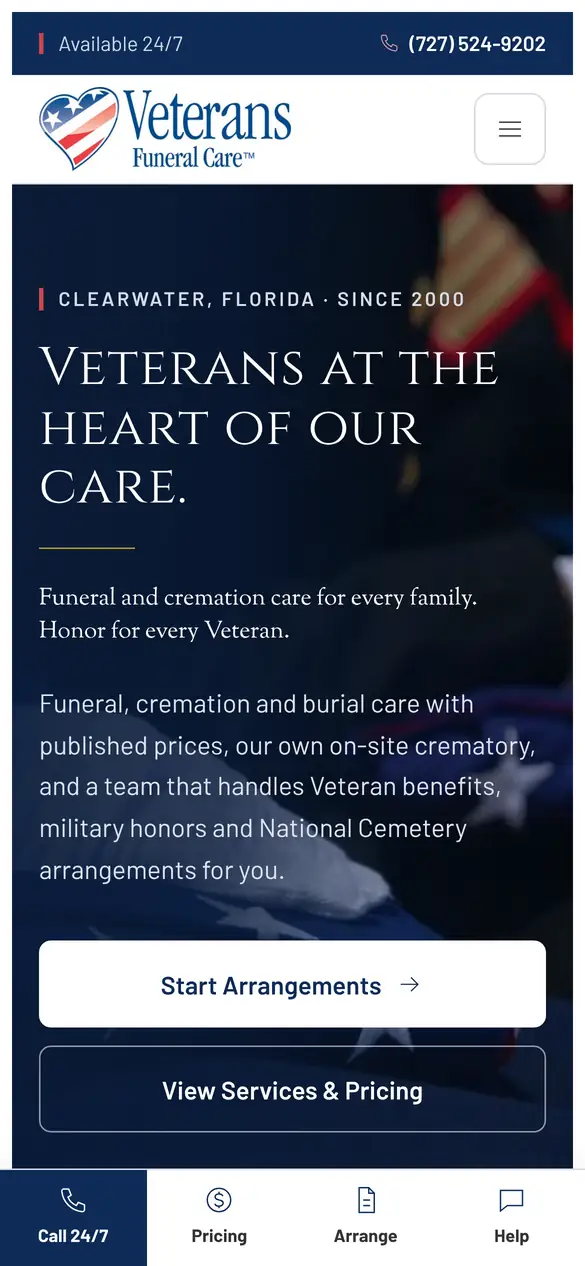 Available 24/7
(727) 524-9202
Veterans
Funeral Care™
CLEARWATER, FLORIDA · SINCE 2000
VETERANS AT THE
HEART OF OUR
CARE.
Funeral and cremation care for every family.
Honor for every Veteran.
Funeral, cremation and burial care with
published prices, our own on-site crematory,
and a team that handles Veteran benefits,
military honors and National Cemetery
arrangements for you.
Start Arrangements →
View Services & Pricing
Call 24/7
Pricing
Arrange
Help